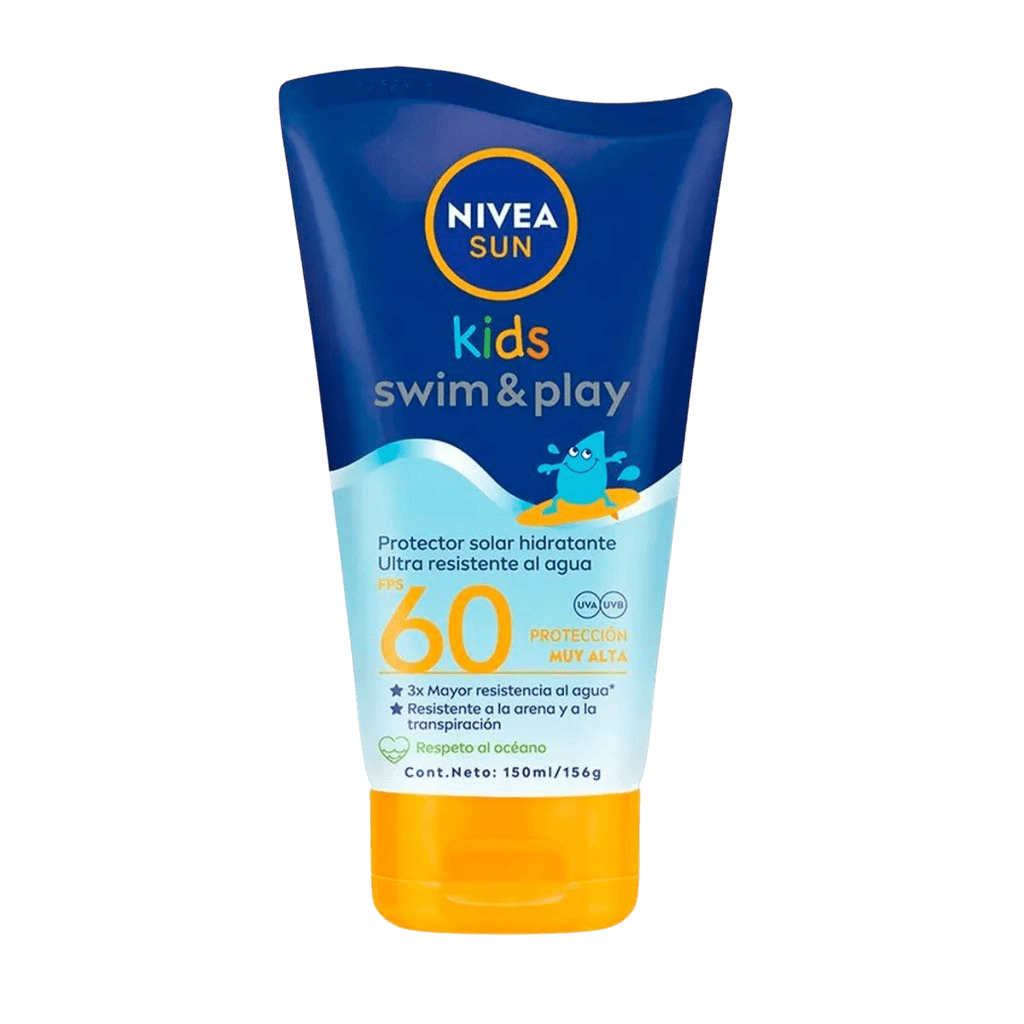 NIVEA
SUN
kids
swim & play
Protector solar hidratante
Ultra resistente al agua
FPS
60
UVA UVB
PROTECCIÓN
MUY ALTA
3x Mayor resistencia al agua*
Resistente a la arena y a la
transpiración
Respeto al océano
Cont.Neto: 150ml/156g